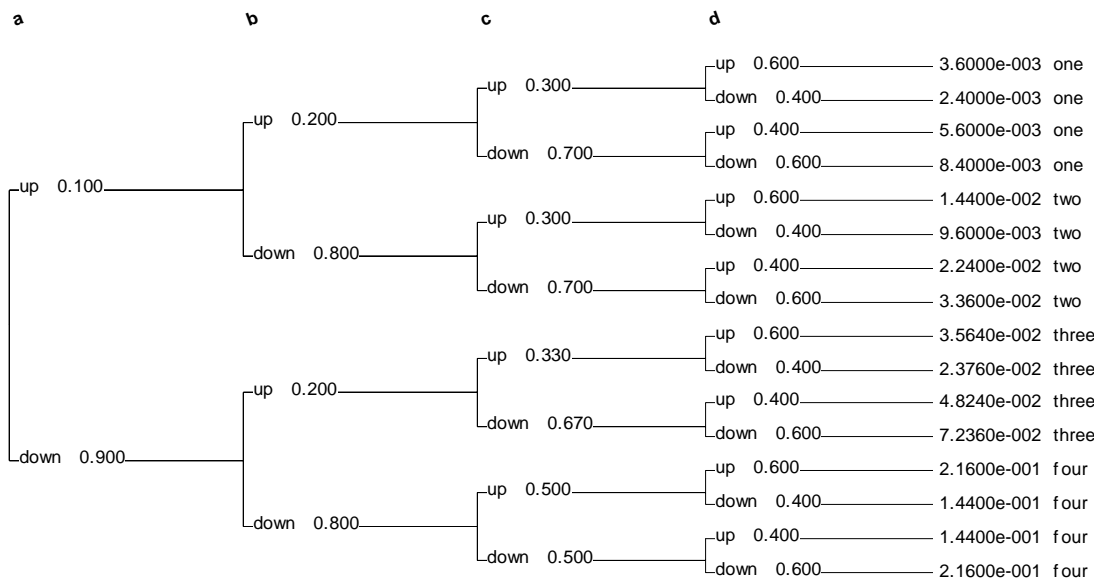 a b c d
up 0.600 3.6000e-003 one
up 0.300
down 0.400 2.4000e-003 one
up 0.200
up 0.400 5.6000e-003 one
down 0.700
down 0.600 8.4000e-003 one
up 0.100
up 0.600 1.4400e-002 two
up 0.300
down 0.400 9.6000e-003 two
down 0.800
up 0.400 2.2400e-002 two
down 0.700
down 0.600 3.3600e-002 two
up 0.600 3.5640e-002 three
up 0.330
down 0.400 2.3760e-002 three
up 0.200
up 0.400 4.8240e-002 three
down 0.670
down 0.600 7.2360e-002 three
down 0.900
up 0.600 2.1600e-001 four
up 0.500
down 0.400 1.4400e-001 four
down 0.800
up 0.400 1.4400e-001 four
down 0.500
down 0.600 2.1600e-001 four